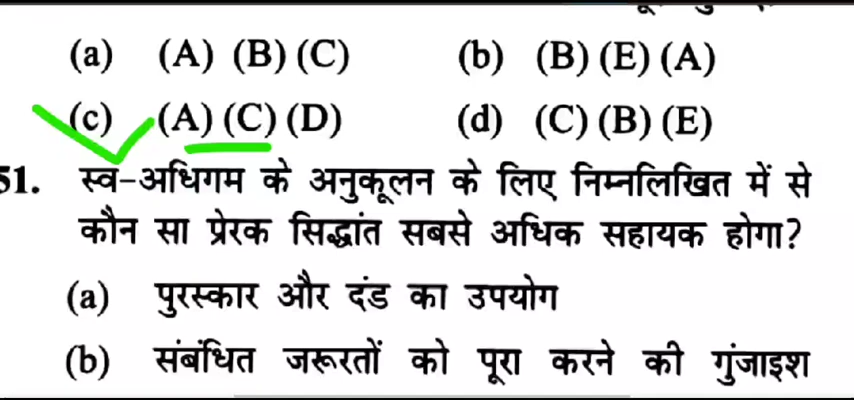 (a) (A) (B) (C) (b) (B) (E) (A)
(c) (A) (C) (D) (d) (C) (B) (E)
51. स्व-अधिगम के अनुकूलन के लिए निम्नलिखित में से
कौन सा प्रेरक सिद्धांत सबसे अधिक सहायक होगा?
(a) पुरस्कार और दंड का उपयोग
(b) संबंधित जरूरतों को पूरा करने की गुंजाइश